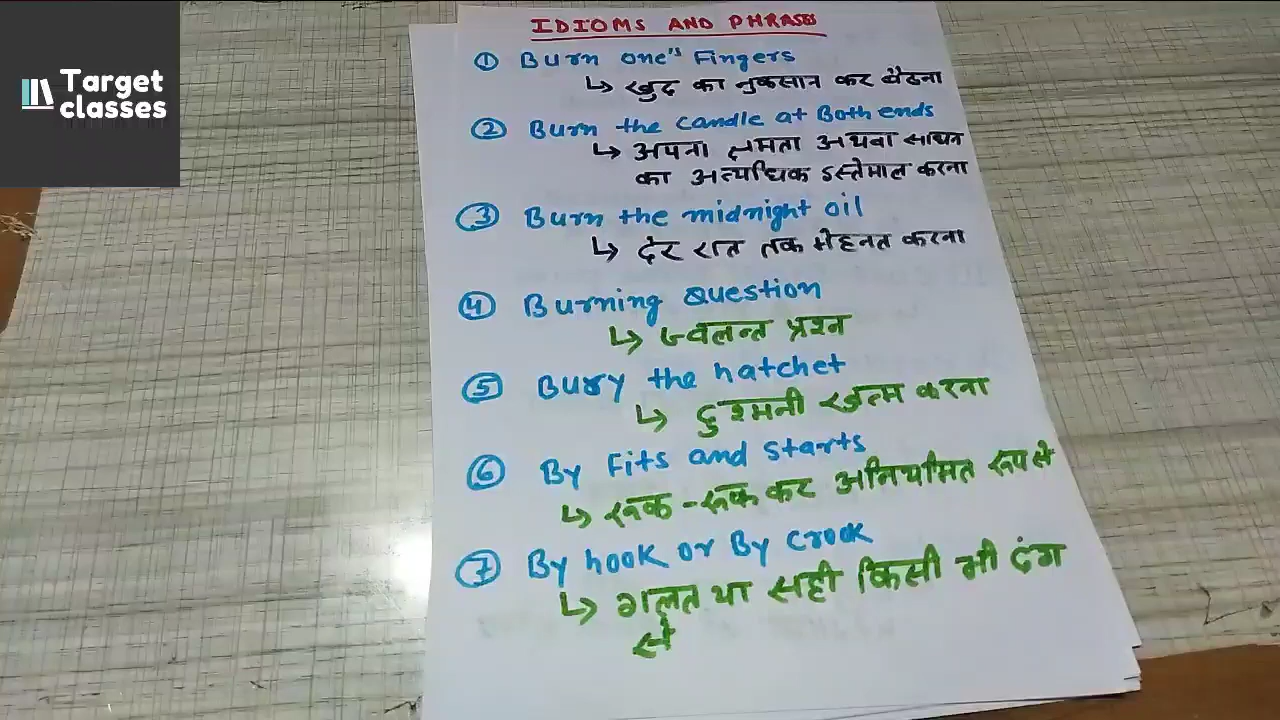 Target
classes
IDIOMS AND PHRASES
① Burn one's Fingers
↳ खुद का नुकसान कर बैठना
② Burn the candle at Both ends
↳ अपना क्षमता अथवा साधन
का अत्यधिक इस्तेमाल करना
③ Burn the midnight oil
↳ देर रात तक मेहनत करना
④ Burning Question
↳ ज्वलन्त प्रश्न
⑤ Bury the hatchet
↳ दुश्मनी खत्म करना
⑥ By Fits and Starts
↳ रूक-रूक कर अनियमित रूप से
⑦ By hook or By Crook
↳ गलत या सही किसी भी ढंग
से